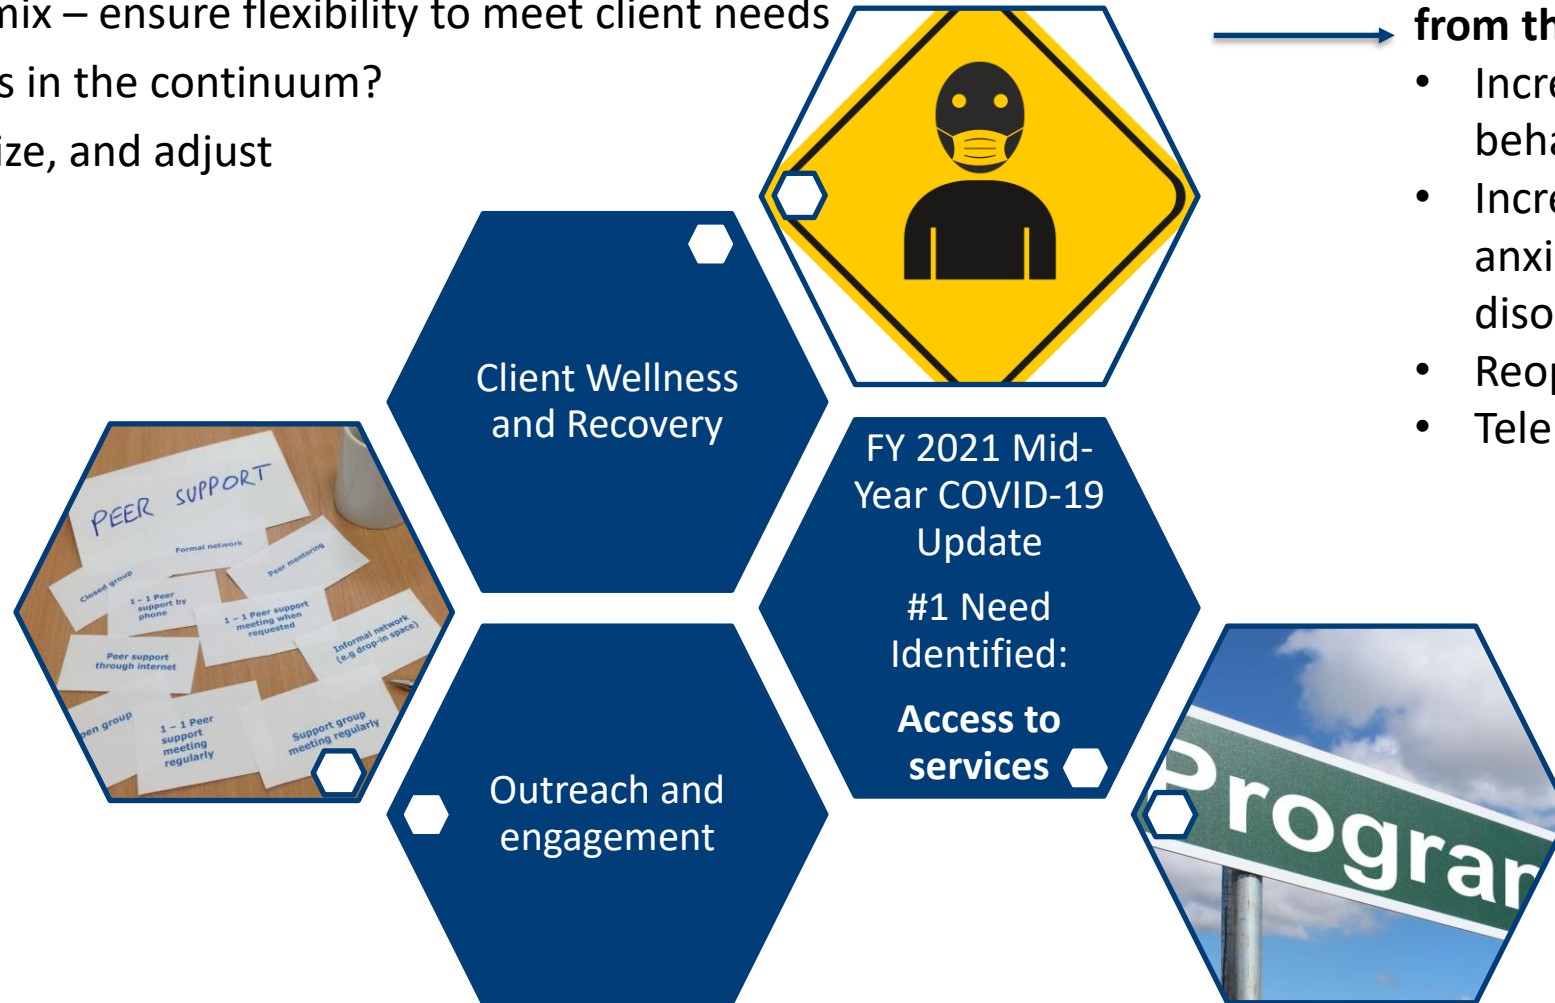 mix – ensure flexibility to meet client needs
s in the continuum?
ize, and adjust
from th
• Incre
beha
• Incre
anxi
diso
• Reop
• Tele
Client Wellness
and Recovery
FY 2021 Mid-
Year COVID-19
Update
#1 Need
Identified:
Access to
services
PEER SUPPORT
Formal network
Closed group
Peer mentoring
1 – 1 Peer
support by
phone
1 – 1 Peer support
meeting when
requested
Informal network
(e.g drop-in space)
Peer support
through internet
pen group
1 – 1 Peer
support
meeting
regularly
Support group
meeting regularly
Outreach and
engagement
Program